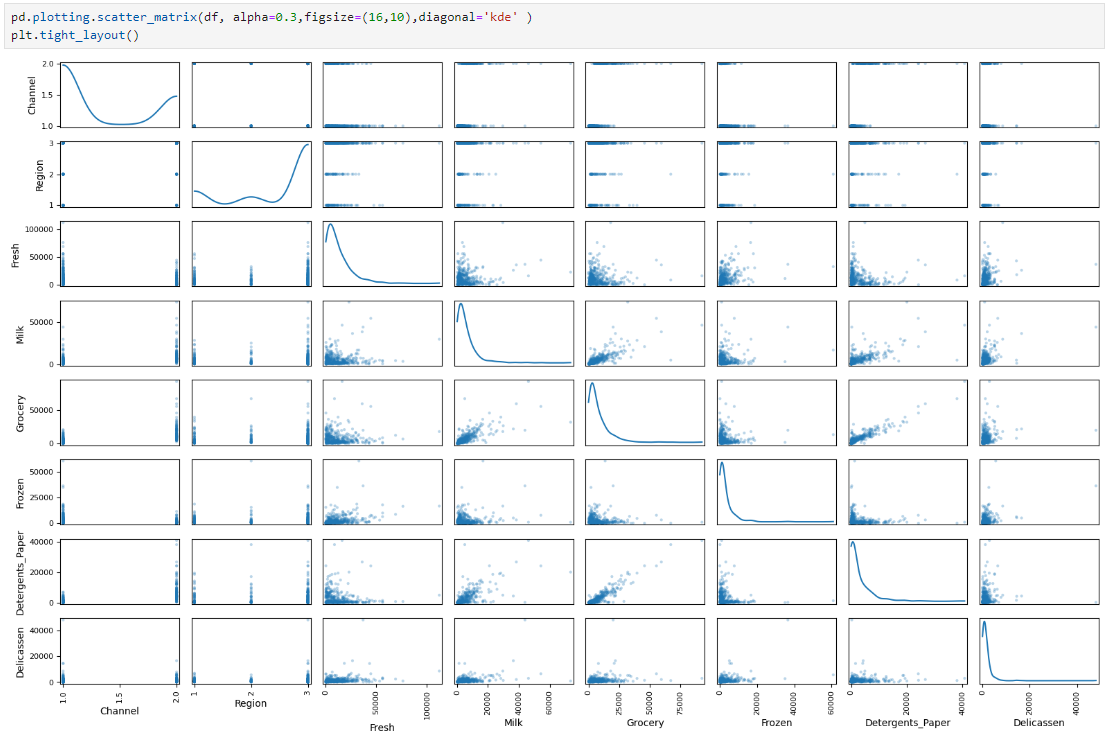 pd.plotting.scatter_matrix(df, alpha=0.3,figsize=(16,10),diagonal='kde' )
plt.tight_layout()
Channel
2.0
1.5
1.0
Region
3
2
1
Fresh
100000
50000
0
Milk
50000
0
Grocery
50000
0
Frozen
50000
25000
0
Detergents_Paper
40000
20000
0
Delicassen
40000
20000
0
1.0
1.5
2.0
Channel
1
2
3
Region
50000
100000
Fresh
0
20000
40000
60000
Milk
0
25000
50000
75000
Grocery
0
20000
40000
60000
Frozen
0
20000
40000
Detergents_Paper
0
20000
40000
Delicassen